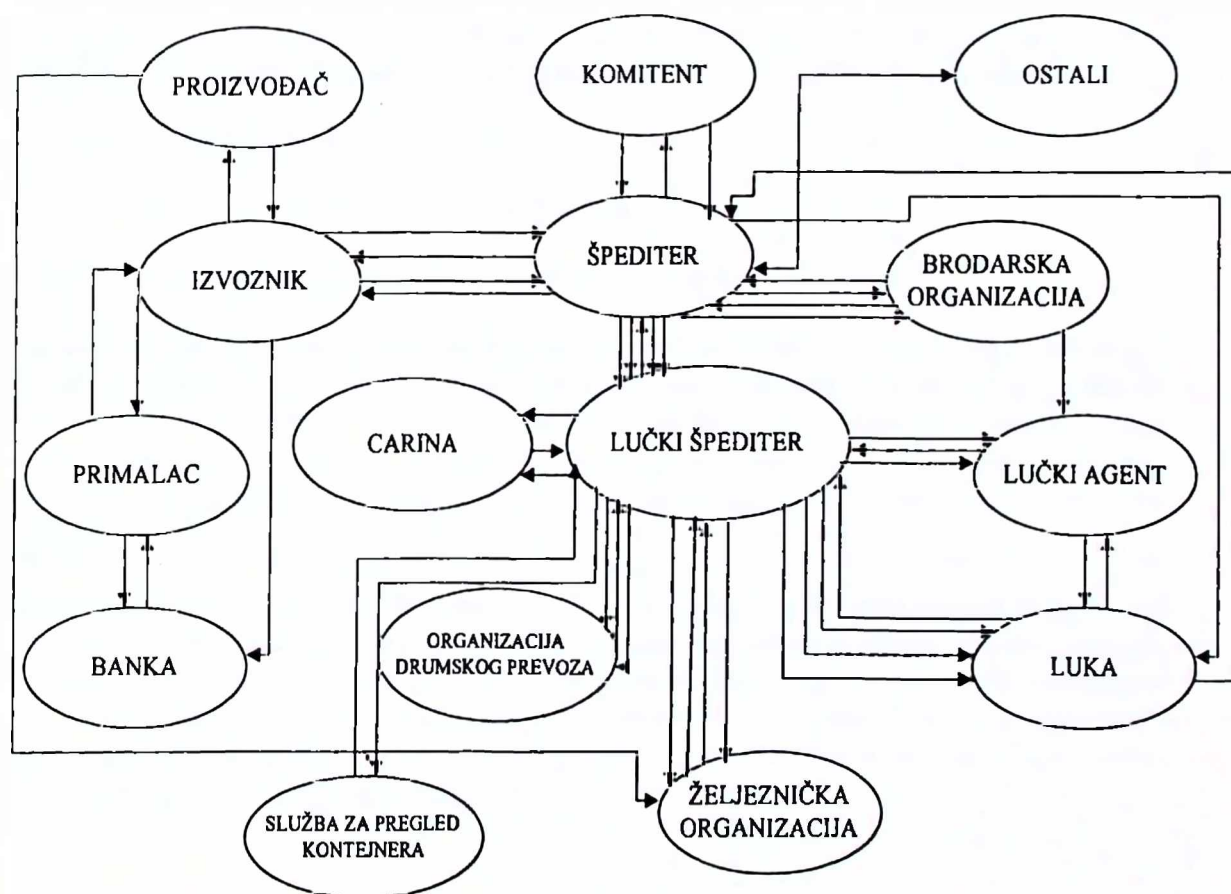 PROIZVOĐAČ
KOMITENT
OSTALI
IZVOZNIK
ŠPEDITER
BRODARSKA
ORGANIZACIJA
PRIMALAC
CARINA
LUČKI ŠPEDITER
LUČKI AGENT
BANKA
ORGANIZACIJA
DRUMSKOG PREVOZA
LUKA
SLUŽBA ZA PREGLED
KONTEJNERA
ŽELJEZNIČKA
ORGANIZACIJA